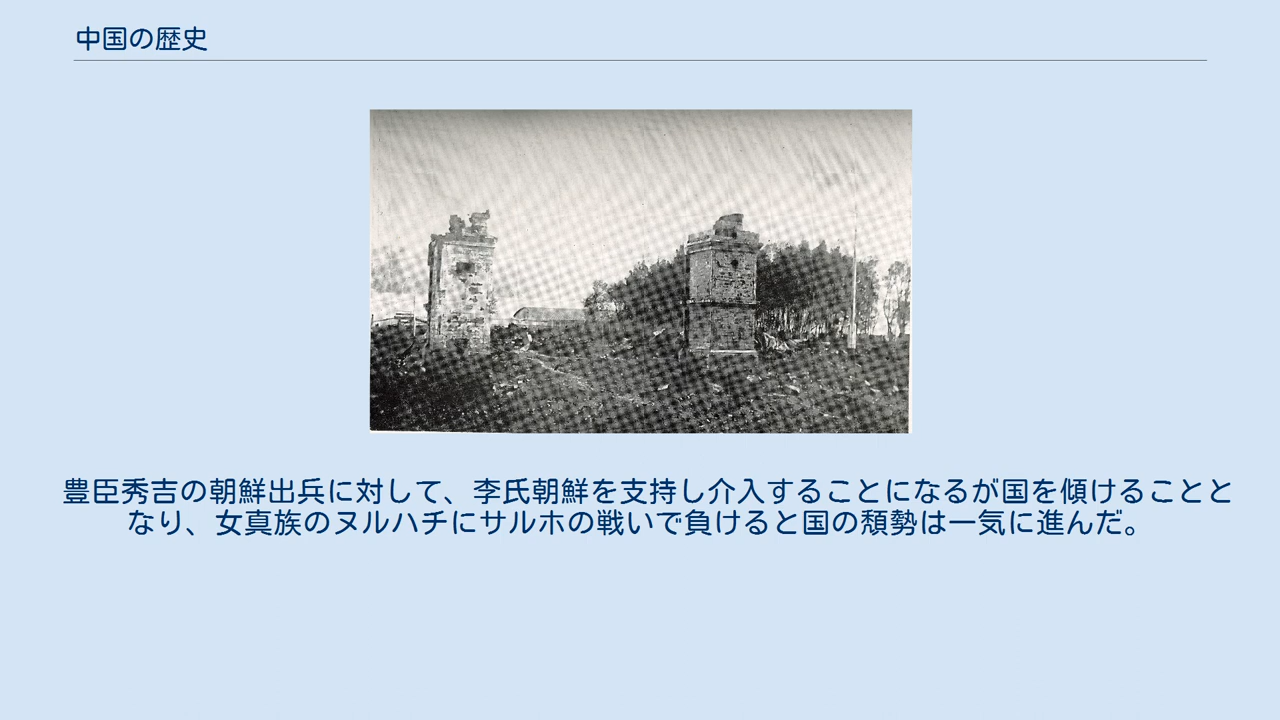 中国の歴史
豊臣秀吉の朝鮮出兵に対して、李氏朝鮮を支持し介入することになるが国を傾けることと
なり、女真族のヌルハチにサルホの戦いで負けると国の頽勢は一気に進んだ。